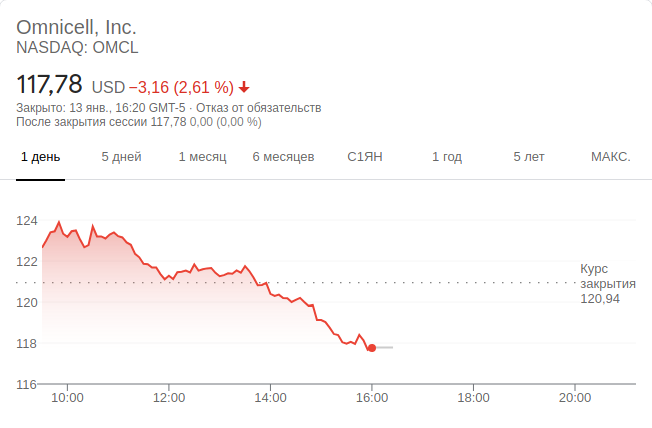 Omnicell, Inc.
NASDAQ: OMCL
117,78 USD −3,16 (2,61 %)
Закрыто: 13 янв., 16:20 GMT-5 · Отказ от обязательств
После закрытия сессии 117,78 0,00 (0,00 %)
1 день 5 дней 1 месяц 6 месяцев С1ЯН 1 год 5 лет МАКС.
124
122
Курс
закрытия
120,94
120
118
116
10:00 12:00 14:00 16:00 18:00 20:00